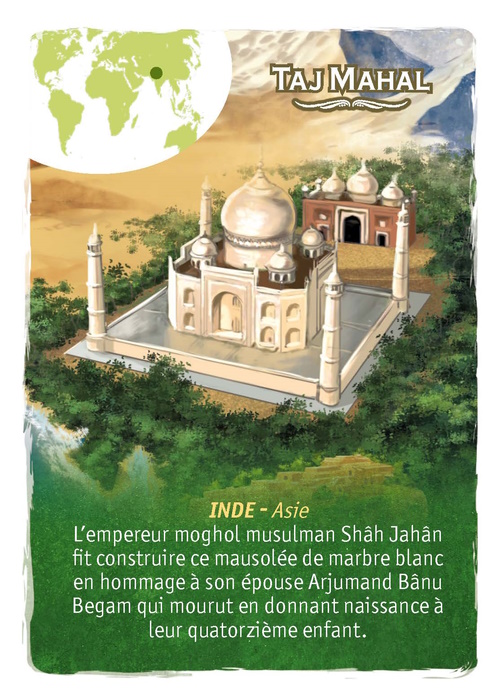 Taj Mahal
INDE - Asie
L'empereur moghol musulman Shâh Jahân
fit construire ce mausolée de marbre blanc
en hommage à son épouse Arjumand Bânu
Begam qui mourut en donnant naissance à
leur quatorzième enfant.